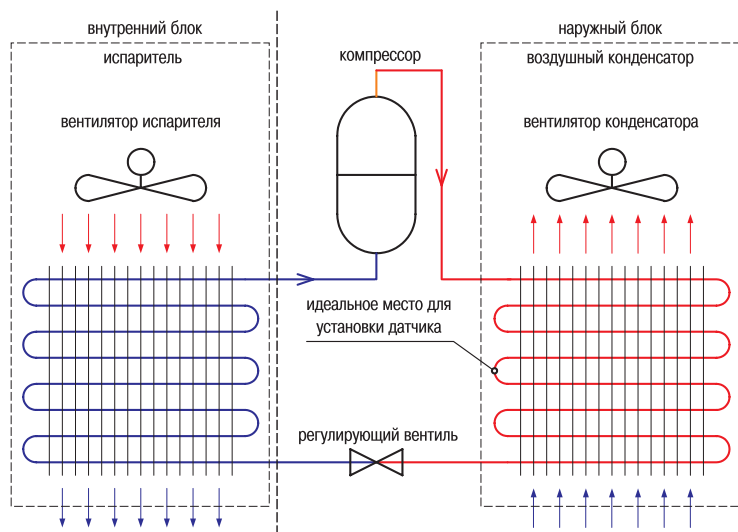 внутренний блок
испаритель
вентилятор испарителя
компрессор
наружный блок
воздушный конденсатор
вентилятор конденсатора
идеальное место для
установки датчика
регулирующий вентиль